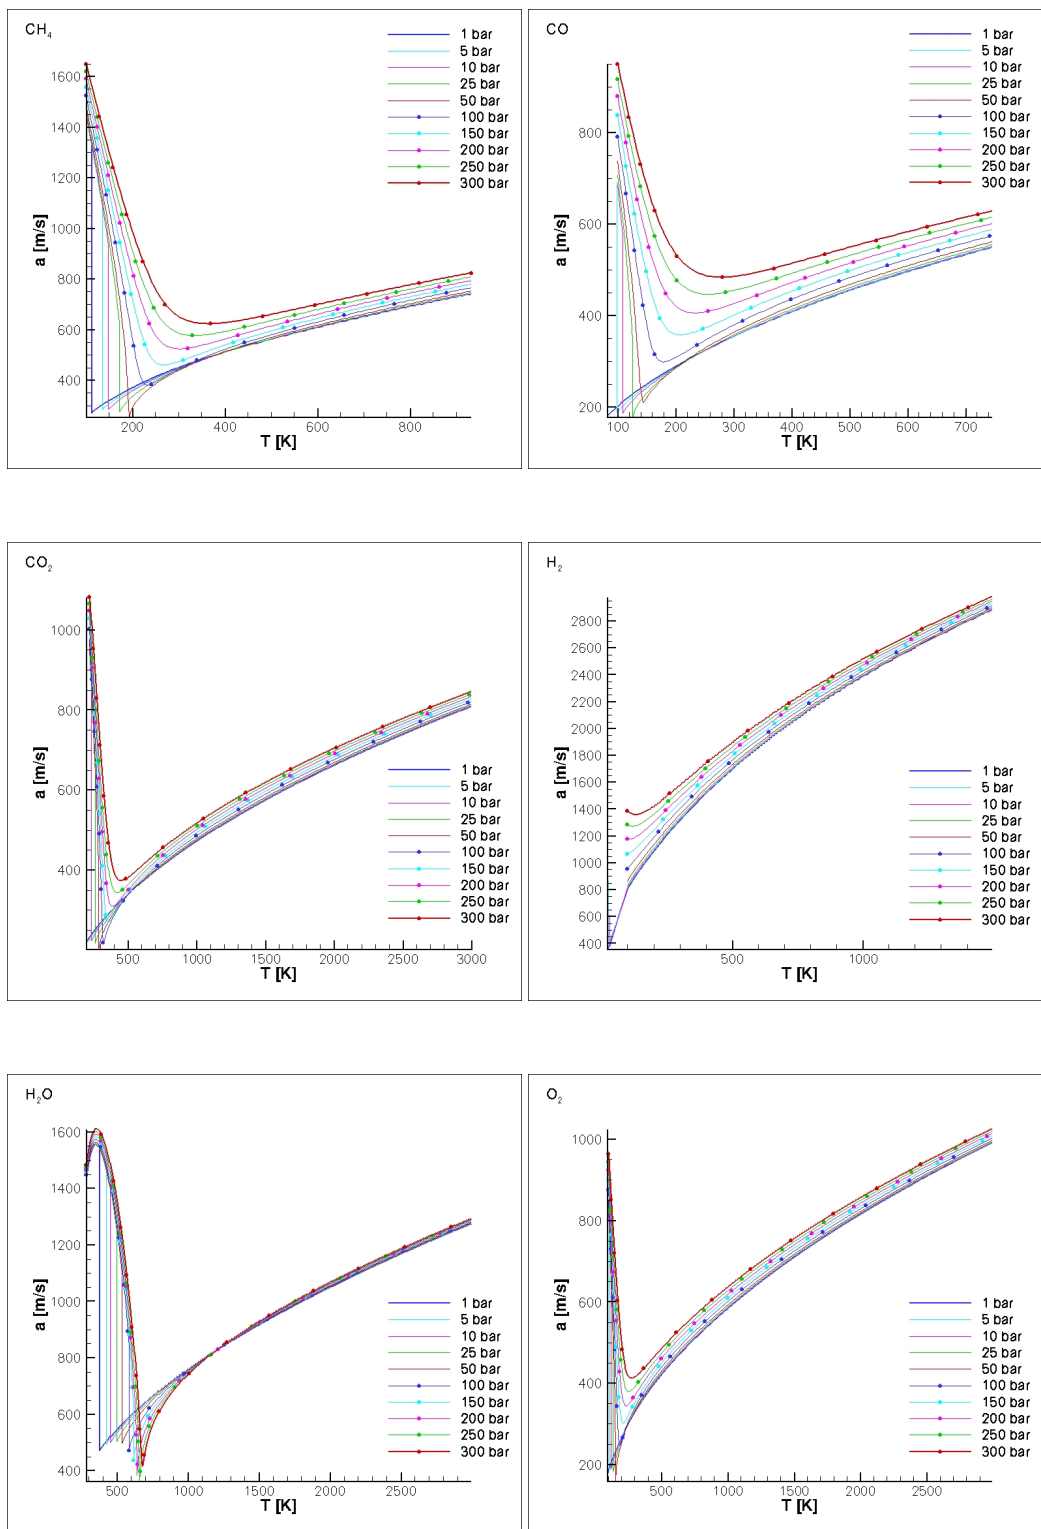 CH₄
1 bar
5 bar
10 bar
25 bar
50 bar
100 bar
150 bar
200 bar
250 bar
300 bar
1600
1400
1200
1000
800
600
400
a [m/s]
200 400 600 800
T [K]
CO
1 bar
5 bar
10 bar
25 bar
50 bar
100 bar
150 bar
200 bar
250 bar
300 bar
800
600
400
200
a [m/s]
100 200 300 400 500 600 700
T [K]
CO₂
1000
800
600
400
a [m/s]
1 bar
5 bar
10 bar
25 bar
50 bar
100 bar
150 bar
200 bar
250 bar
300 bar
500 1000 1500 2000 2500 3000
T [K]
H₂
2800
2600
2400
2200
2000
1800
1600
1400
1200
1000
800
600
400
a [m/s]
1 bar
5 bar
10 bar
25 bar
50 bar
100 bar
150 bar
200 bar
250 bar
300 bar
500 1000
T [K]
H₂O
1600
1400
1200
1000
800
600
400
a [m/s]
1 bar
5 bar
10 bar
25 bar
50 bar
100 bar
150 bar
200 bar
250 bar
300 bar
500 1000 1500 2000 2500
T [K]
O₂
1000
800
600
400
200
a [m/s]
1 bar
5 bar
10 bar
25 bar
50 bar
100 bar
150 bar
200 bar
250 bar
300 bar
500 1000 1500 2000 2500
T [K]